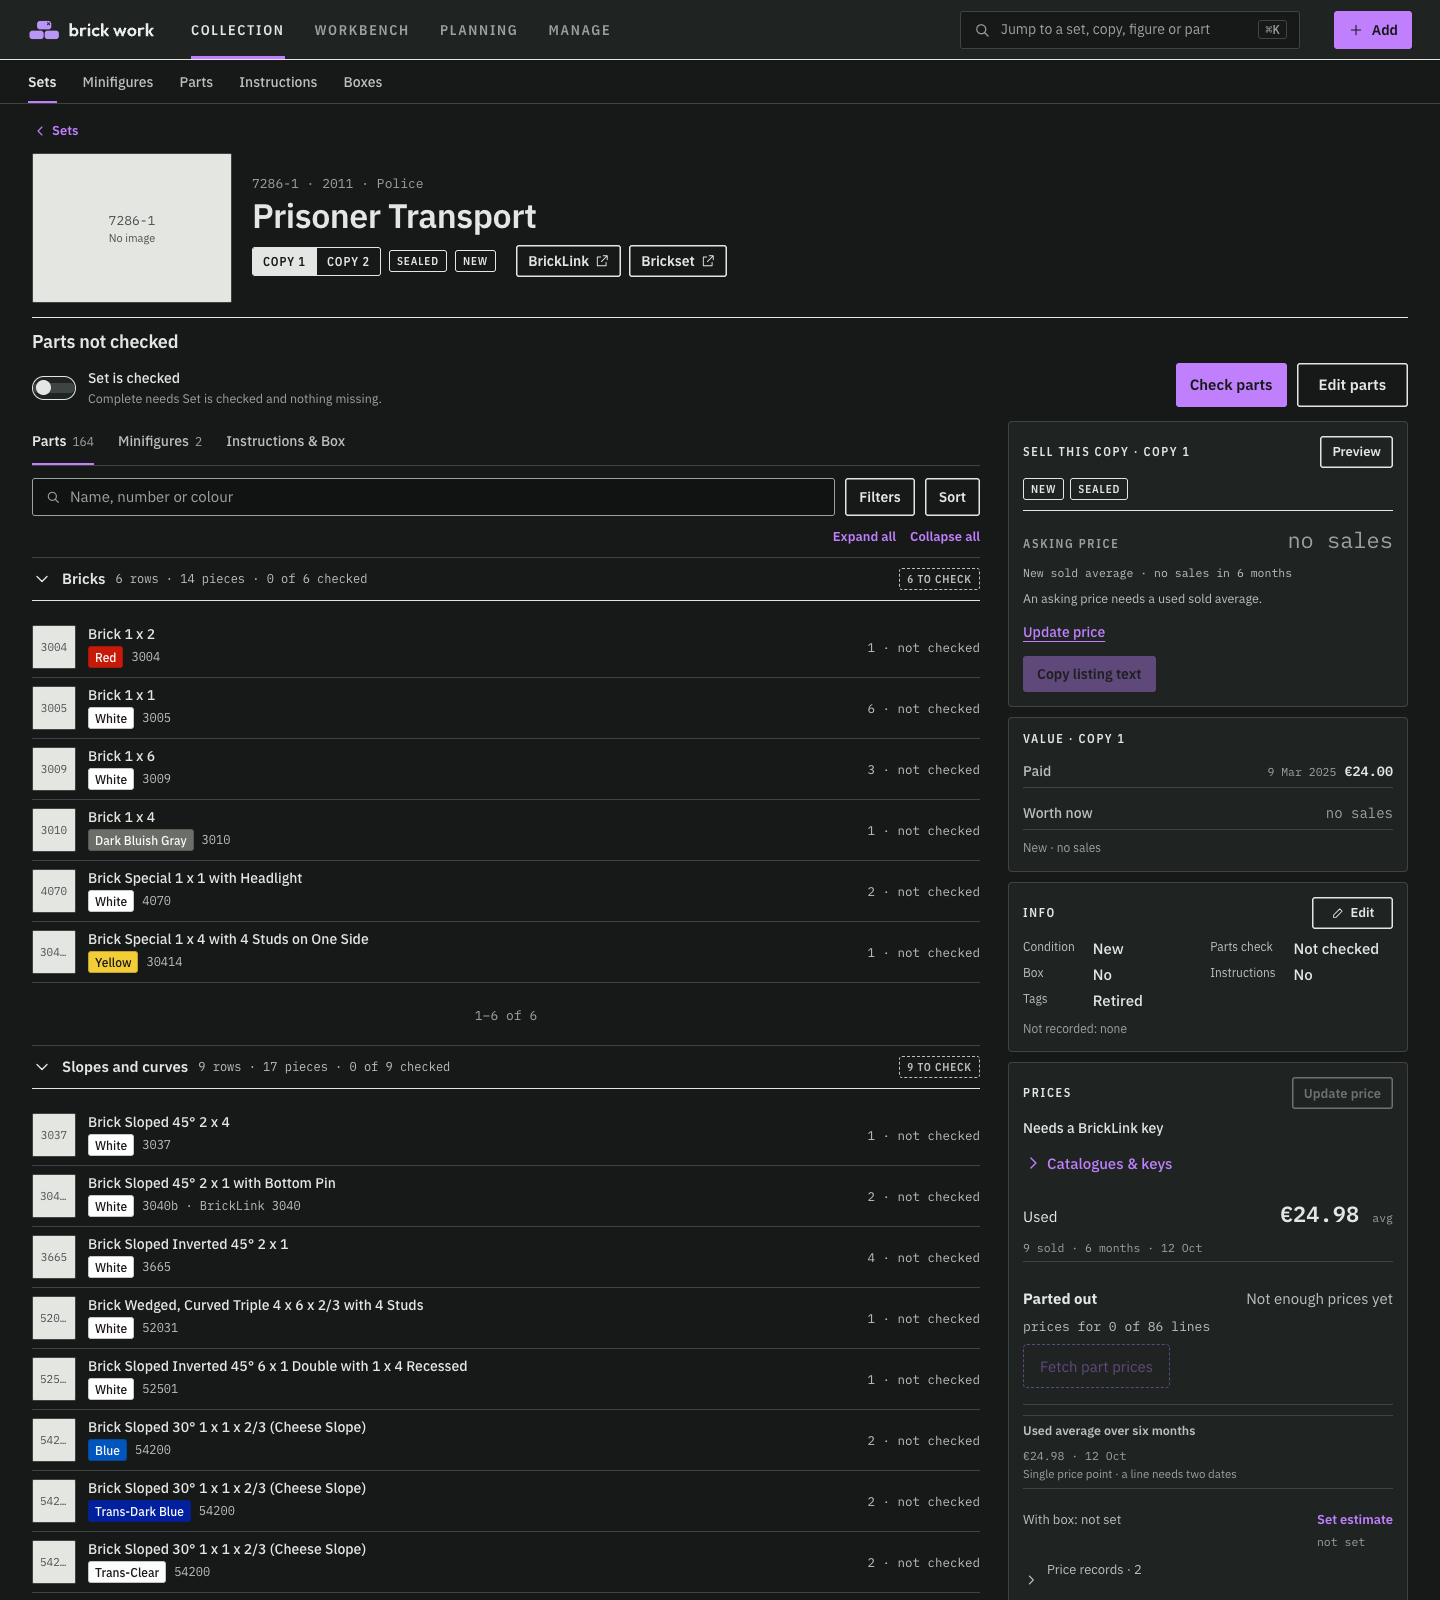 brick work
COLLECTION
WORKBENCH
PLANNING
MANAGE
Jump to a set, copy, figure or part
⌘K
Add
Sets
Minifigures
Parts
Instructions
Boxes
Sets
7286-1
No image
7286-1 · 2011 · Police
Prisoner Transport
COPY 1
COPY 2
SEALED
NEW
BrickLink
Brickset
Parts not checked
Set is checked
Complete needs Set is checked and nothing missing.
Check parts
Edit parts
Parts 164
Minifigures 2
Instructions & Box
Name, number or colour
Filters
Sort
Expand all
Collapse all
Bricks 6 rows · 14 pieces · 0 of 6 checked
6 TO CHECK
3004
Brick 1 x 2
Red 3004
1 · not checked
3005
Brick 1 x 1
White 3005
6 · not checked
3009
Brick 1 x 6
White 3009
3 · not checked
3010
Brick 1 x 4
Dark Bluish Gray 3010
1 · not checked
4070
Brick Special 1 x 1 with Headlight
White 4070
2 · not checked
304…
Brick Special 1 x 4 with 4 Studs on One Side
Yellow 30414
1 · not checked
1–6 of 6
Slopes and curves 9 rows · 17 pieces · 0 of 9 checked
9 TO CHECK
3037
Brick Sloped 45° 2 x 4
White 3037
1 · not checked
304…
Brick Sloped 45° 2 x 1 with Bottom Pin
White 3040b · BrickLink 3040
2 · not checked
3665
Brick Sloped Inverted 45° 2 x 1
White 3665
4 · not checked
520…
Brick Wedged, Curved Triple 4 x 6 x 2/3 with 4 Studs
White 52031
1 · not checked
525…
Brick Sloped Inverted 45° 6 x 1 Double with 1 x 4 Recessed
White 52501
1 · not checked
542…
Brick Sloped 30° 1 x 1 x 2/3 (Cheese Slope)
Blue 54200
2 · not checked
542…
Brick Sloped 30° 1 x 1 x 2/3 (Cheese Slope)
Trans-Dark Blue 54200
2 · not checked
542…
Brick Sloped 30° 1 x 1 x 2/3 (Cheese Slope)
Trans-Clear 54200
2 · not checked
SELL THIS COPY · COPY 1
Preview
NEW
SEALED
ASKING PRICE
no sales
New sold average · no sales in 6 months
An asking price needs a used sold average.
Update price
Copy listing text
VALUE · COPY 1
Paid
9 Mar 2025 €24.00
Worth now
no sales
New · no sales
INFO
Edit
Condition New
Parts check Not checked
Box No
Instructions No
Tags Retired
Not recorded: none
PRICES
Update price
Needs a BrickLink key
Catalogues & keys
Used
€24.98 avg
9 sold · 6 months · 12 Oct
Parted out
Not enough prices yet
prices for 0 of 86 lines
Fetch part prices
Used average over six months
€24.98 · 12 Oct
Single price point · a line needs two dates
With box: not set
Set estimate
not set
Price records · 2